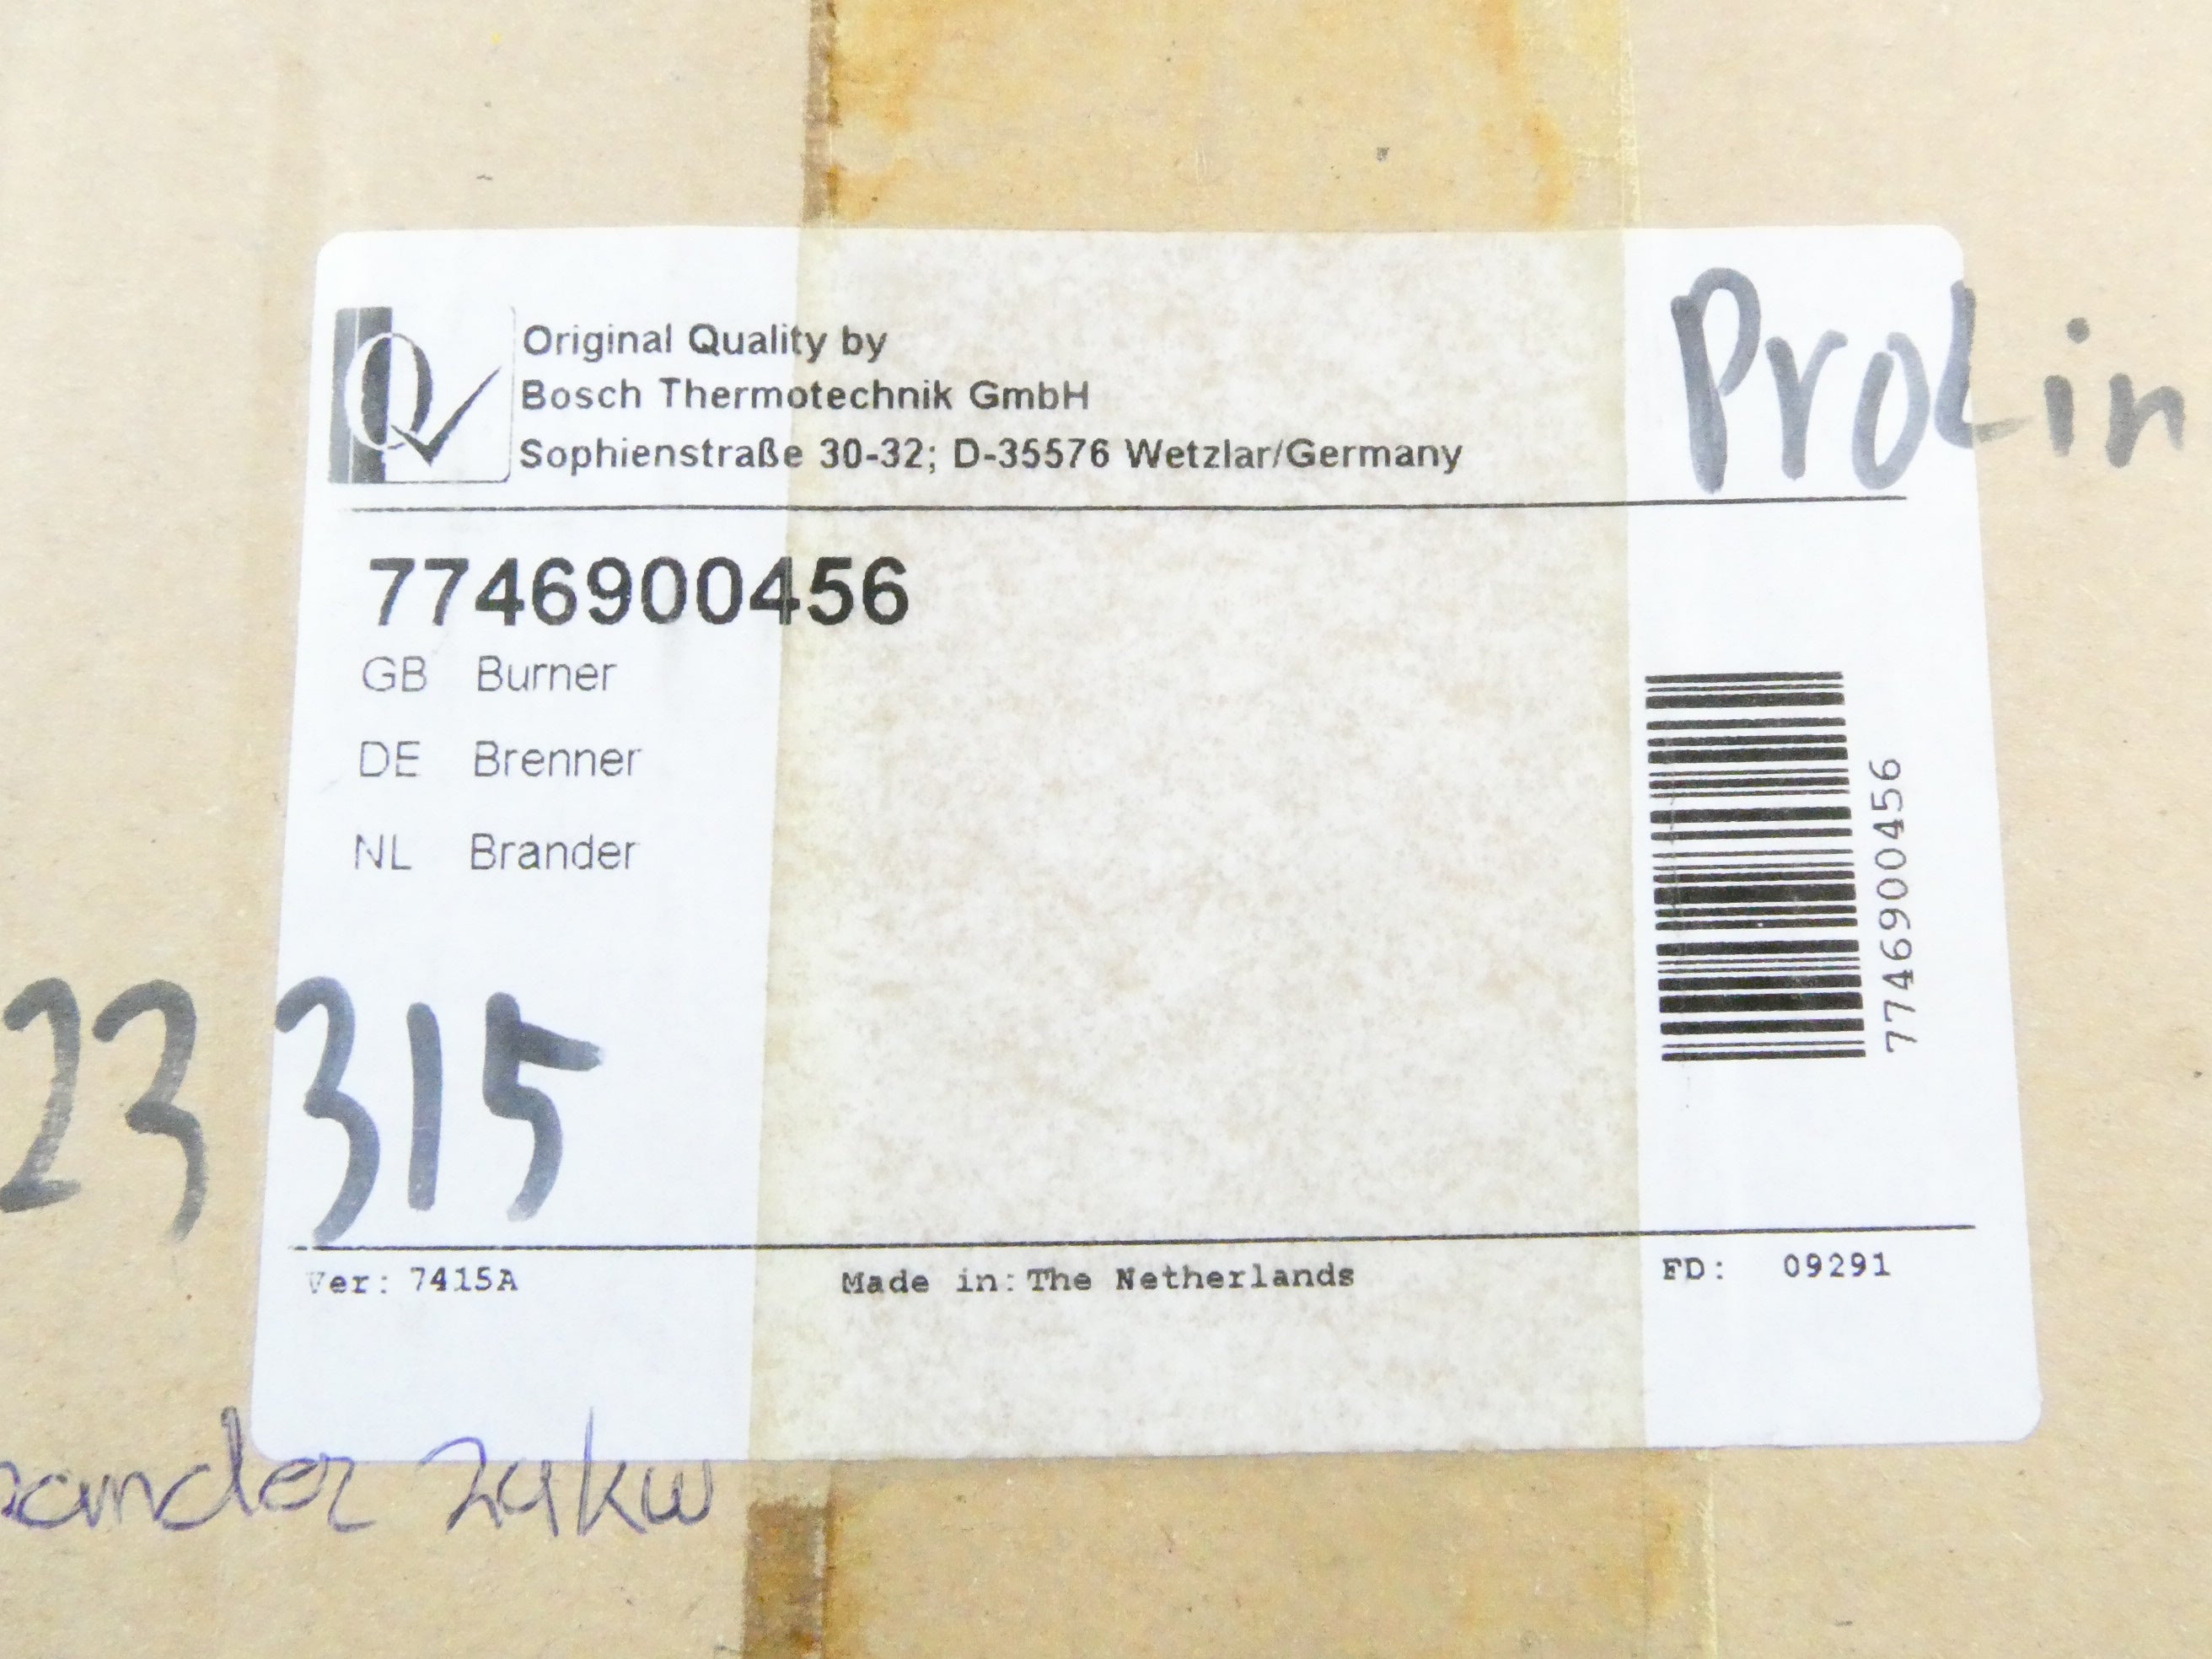 Original Quality by
Bosch Thermotechnik GmbH
Sophienstraße 30-32; D-35576 Wetzlar/Germany
ProLin
7746900456
GB Burner
DE Brenner
NL Brander
7746900456
23 315
Ver: 7415A Made in: The Netherlands FD: 09291
ander 24kw